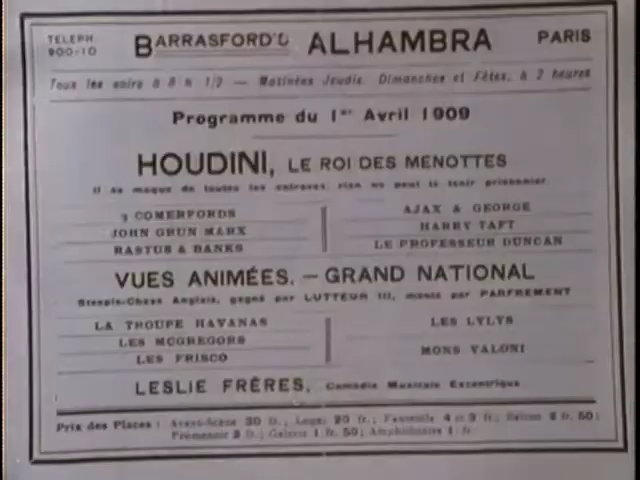 TELEPH. 900-10
BARRASFORD'S ALHAMBRA PARIS
Tous les soirs à 8 h 1/2 — Matinées Jeudis, Dimanches et Fêtes, à 2 heures
Programme du 1er Avril 1909
HOUDINI, LE ROI DES MENOTTES
Il se moque de toutes les entraves, rien ne peut le tenir prisonnier
3 COMERFORDS
JOHN GRUN MARX
RASTUS & BANKS
AJAX & GEORGE
HARRY TAFT
LE PROFESSEUR DUNCAN
VUES ANIMÉES. — GRAND NATIONAL
Steeple-Chase Anglais, gagné par LUTTEUR III, monté par PARFREMENT
LA TROUPE HAVANAS
LES MCGREGORS
LES FRISCO
LES LYLYS
MONS VALONI
LESLIE FRÈRES, Comédie Musicale Excentrique
Prix des Places : Avant-Scène 30 fr.; Loges 20 fr.; Fauteuils 4 et 3 fr.; Balcon 2 fr. 50;
Promenoir 2 fr.; Galerie 1 fr. 50; Amphithéâtre 1 fr.